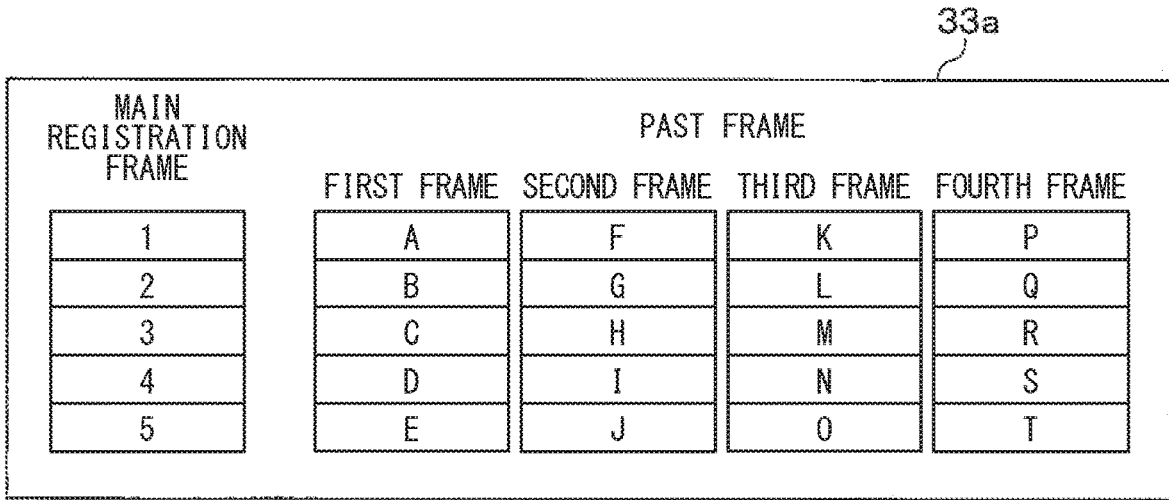 33a
MAIN
REGISTRATION
FRAME
PAST FRAME
FIRST FRAME SECOND FRAME THIRD FRAME FOURTH FRAME
1 A F K P
2 B G L Q
3 C H M R
4 D I N S
5 E J O T